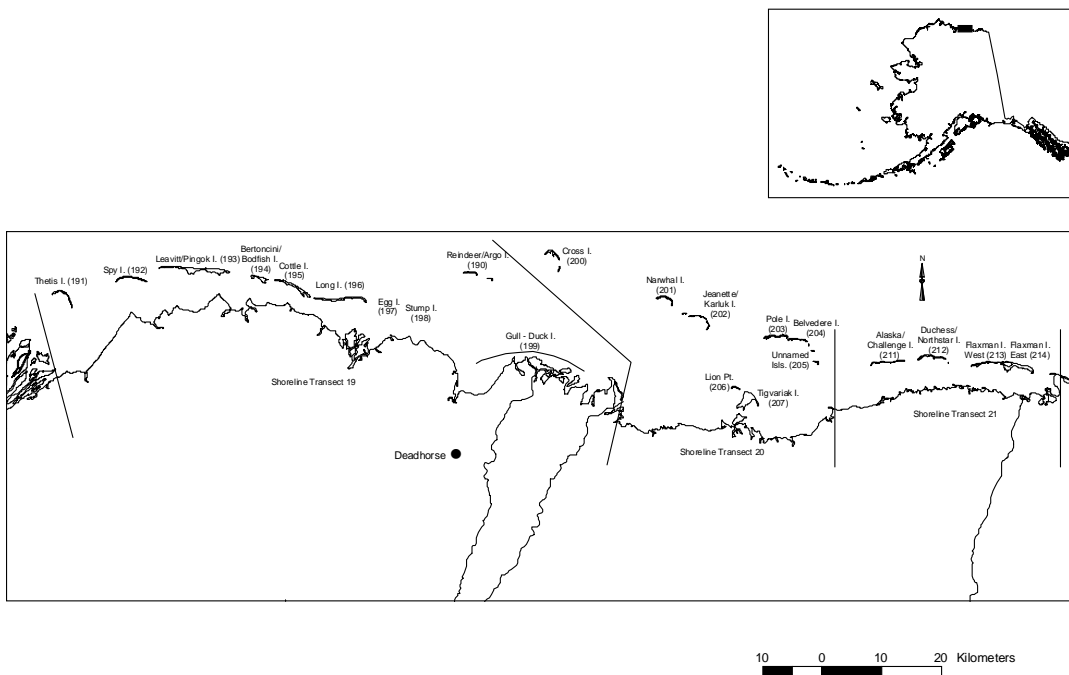 Thetis I. (191)
Spy I. (192)
Leavitt/Pingok I. (193)
Bertoncini/
Bodfish I.
(194)
Cottle I.
(195)
Long I. (196)
Egg I.
(197)
Stump I.
(198)
Reindeer/Argo I.
(190)
Cross I.
(200)
Gull - Duck I.
(199)
Narwhal I.
(201)
Jeanette/
Karluk I.
(202)
Pole I.
(203)
Belvedere I.
(204)
Unnamed
Isls. (205)
Lion Pt.
(206)
Tigvariak I.
(207)
N
Alaska/
Challenge I.
(211)
Duchess/
Northstar I.
(212)
Flaxman I.
West (213)
Flaxman I.
East (214)
Shoreline Transect 19
Shoreline Transect 20
Shoreline Transect 21
Deadhorse
10 0 10 20 Kilometers